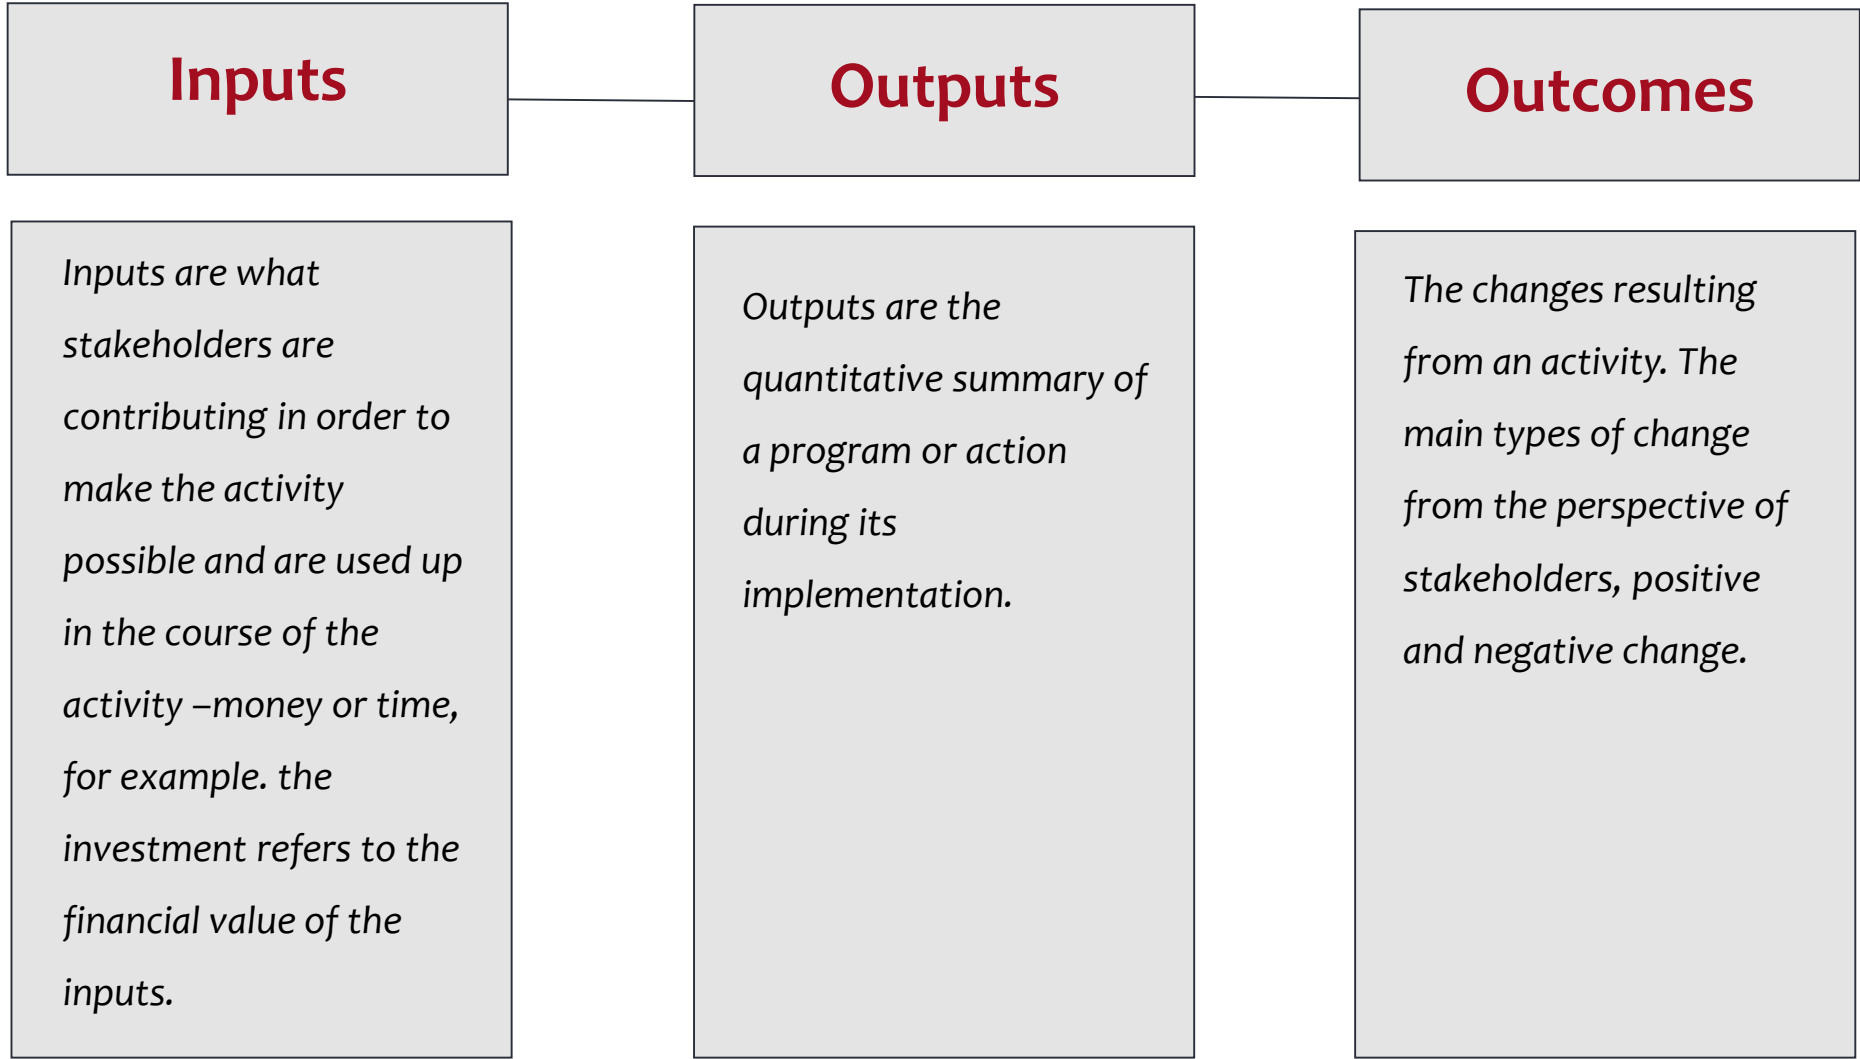 Inputs
Outputs
Outcomes
Inputs are what
stakeholders are
contributing in order to
make the activity
possible and are used up
in the course of the
activity –money or time,
for example. the
investment refers to the
financial value of the
inputs.
Outputs are the
quantitative summary of
a program or action
during its
implementation.
The changes resulting
from an activity. The
main types of change
from the perspective of
stakeholders, positive
and negative change.